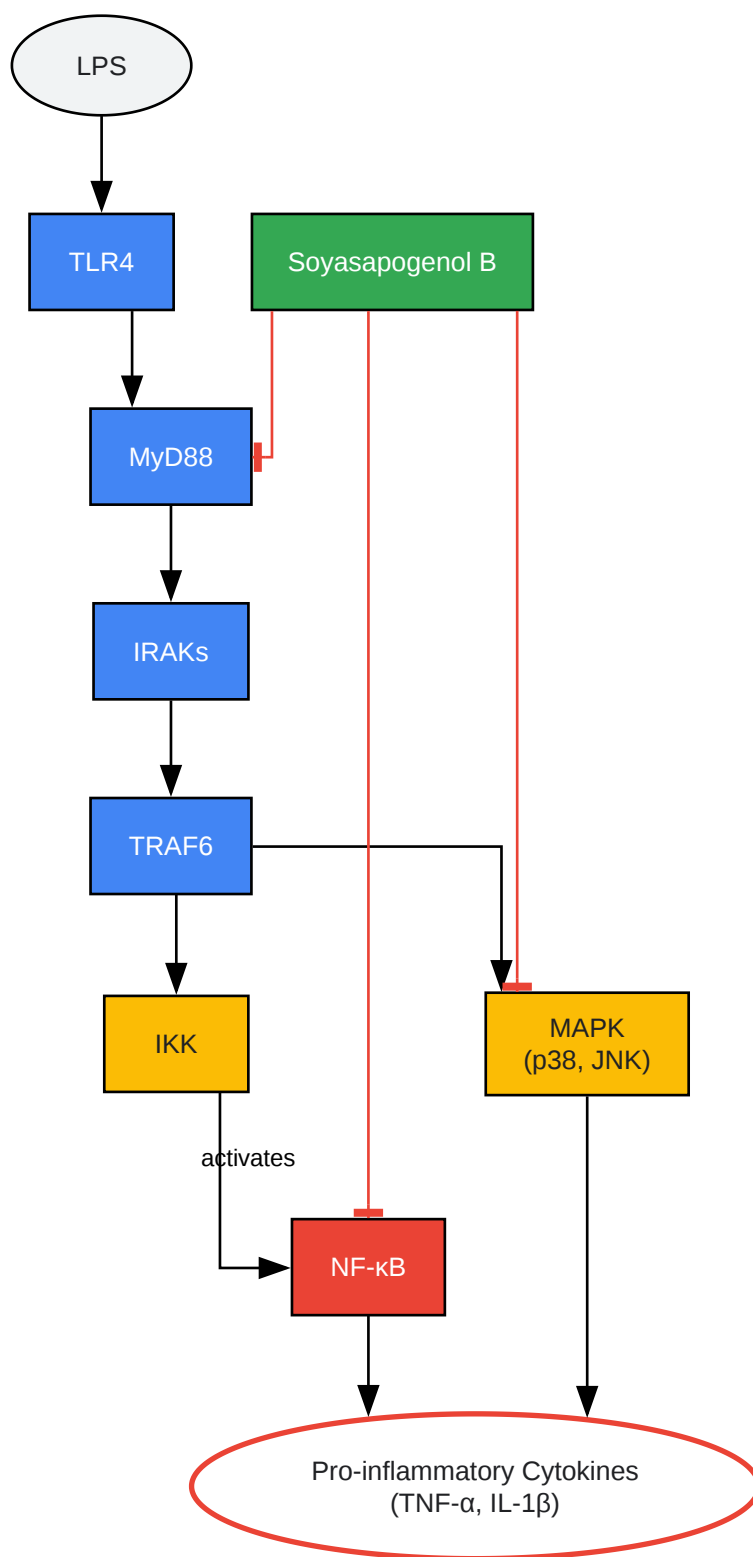 LPS
TLR4
Soyasapogenol B
MyD88
IRAKs
TRAF6
IKK
MAPK
(p38, JNK)
activates
NF-κB
Pro-inflammatory Cytokines
(TNF-α, IL-1β)